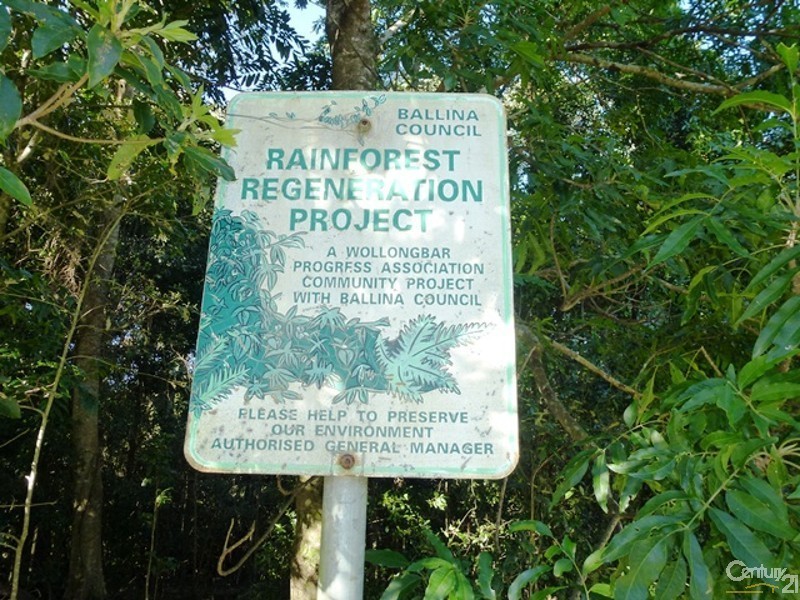 BALLINA
COUNCIL
RAINFOREST
REGENERATION
PROJECT
A WOLLONGBAR
PROGRESS ASSOCIATION
COMMUNITY PROJECT
WITH BALLINA COUNCIL
PLEASE HELP TO PRESERVE
OUR ENVIRONMENT
AUTHORISED GENERAL MANAGER
Century
21